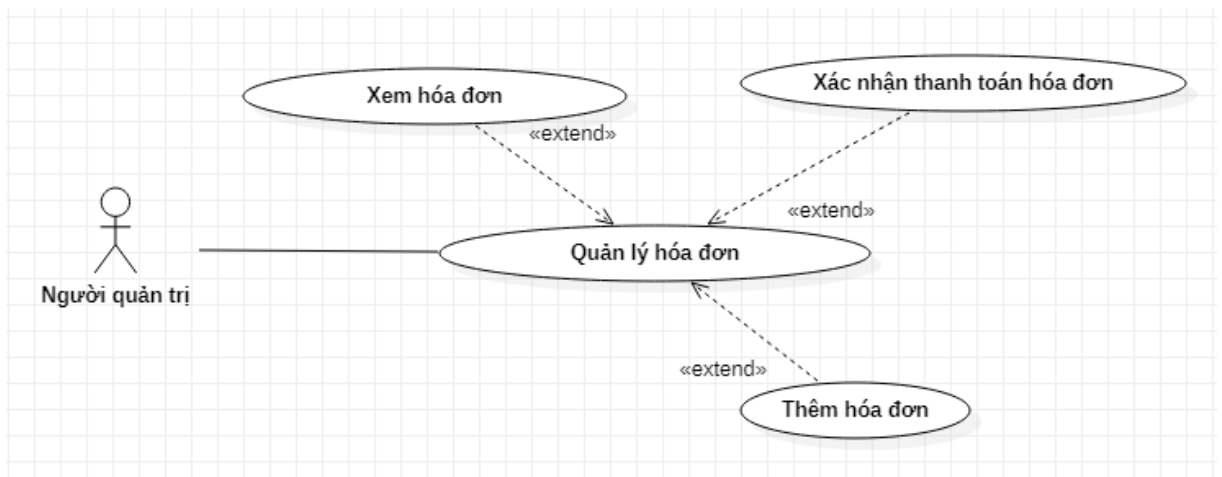 Xem hóa đơn
Xác nhận thanh toán hóa đơn
«extend»
«extend»
Quản lý hóa đơn
Người quản trị
«extend»
Thêm hóa đơn